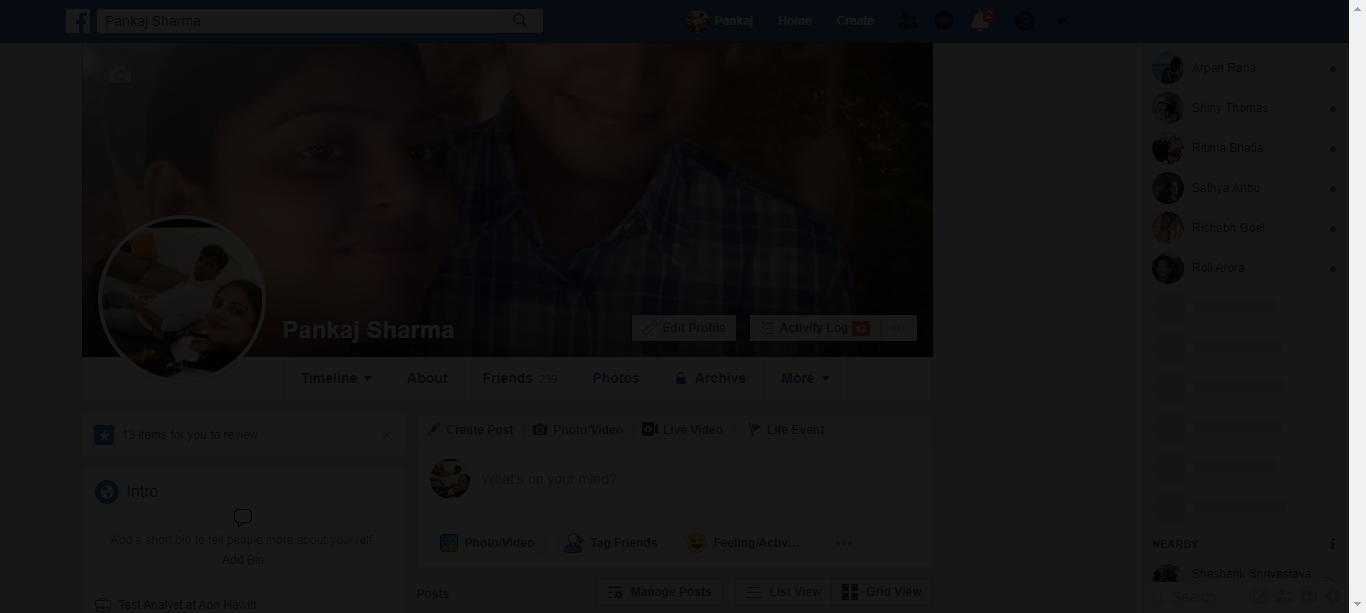 Pankaj Sharma
Pankaj Home Create 2
Arpan Rana
Shiny Thomas
Ritima Bhatia
Sathya Anbu
Rishabh Goel
Roli Arora
Pankaj Sharma
Edit Profile Activity Log 13 ...
Timeline About Friends 239 Photos Archive More
13 items for you to review
Create Post Photo/Video Live Video Life Event
What's on your mind?
Intro
Add a short bio to tell people more about yourself.
Add Bio
Photo/Video Tag Friends Feeling/Activ...
NEARBY
Shashank Shrivastava
Test Analyst at Aon Hewitt
Posts Manage Posts List View Grid View
Search